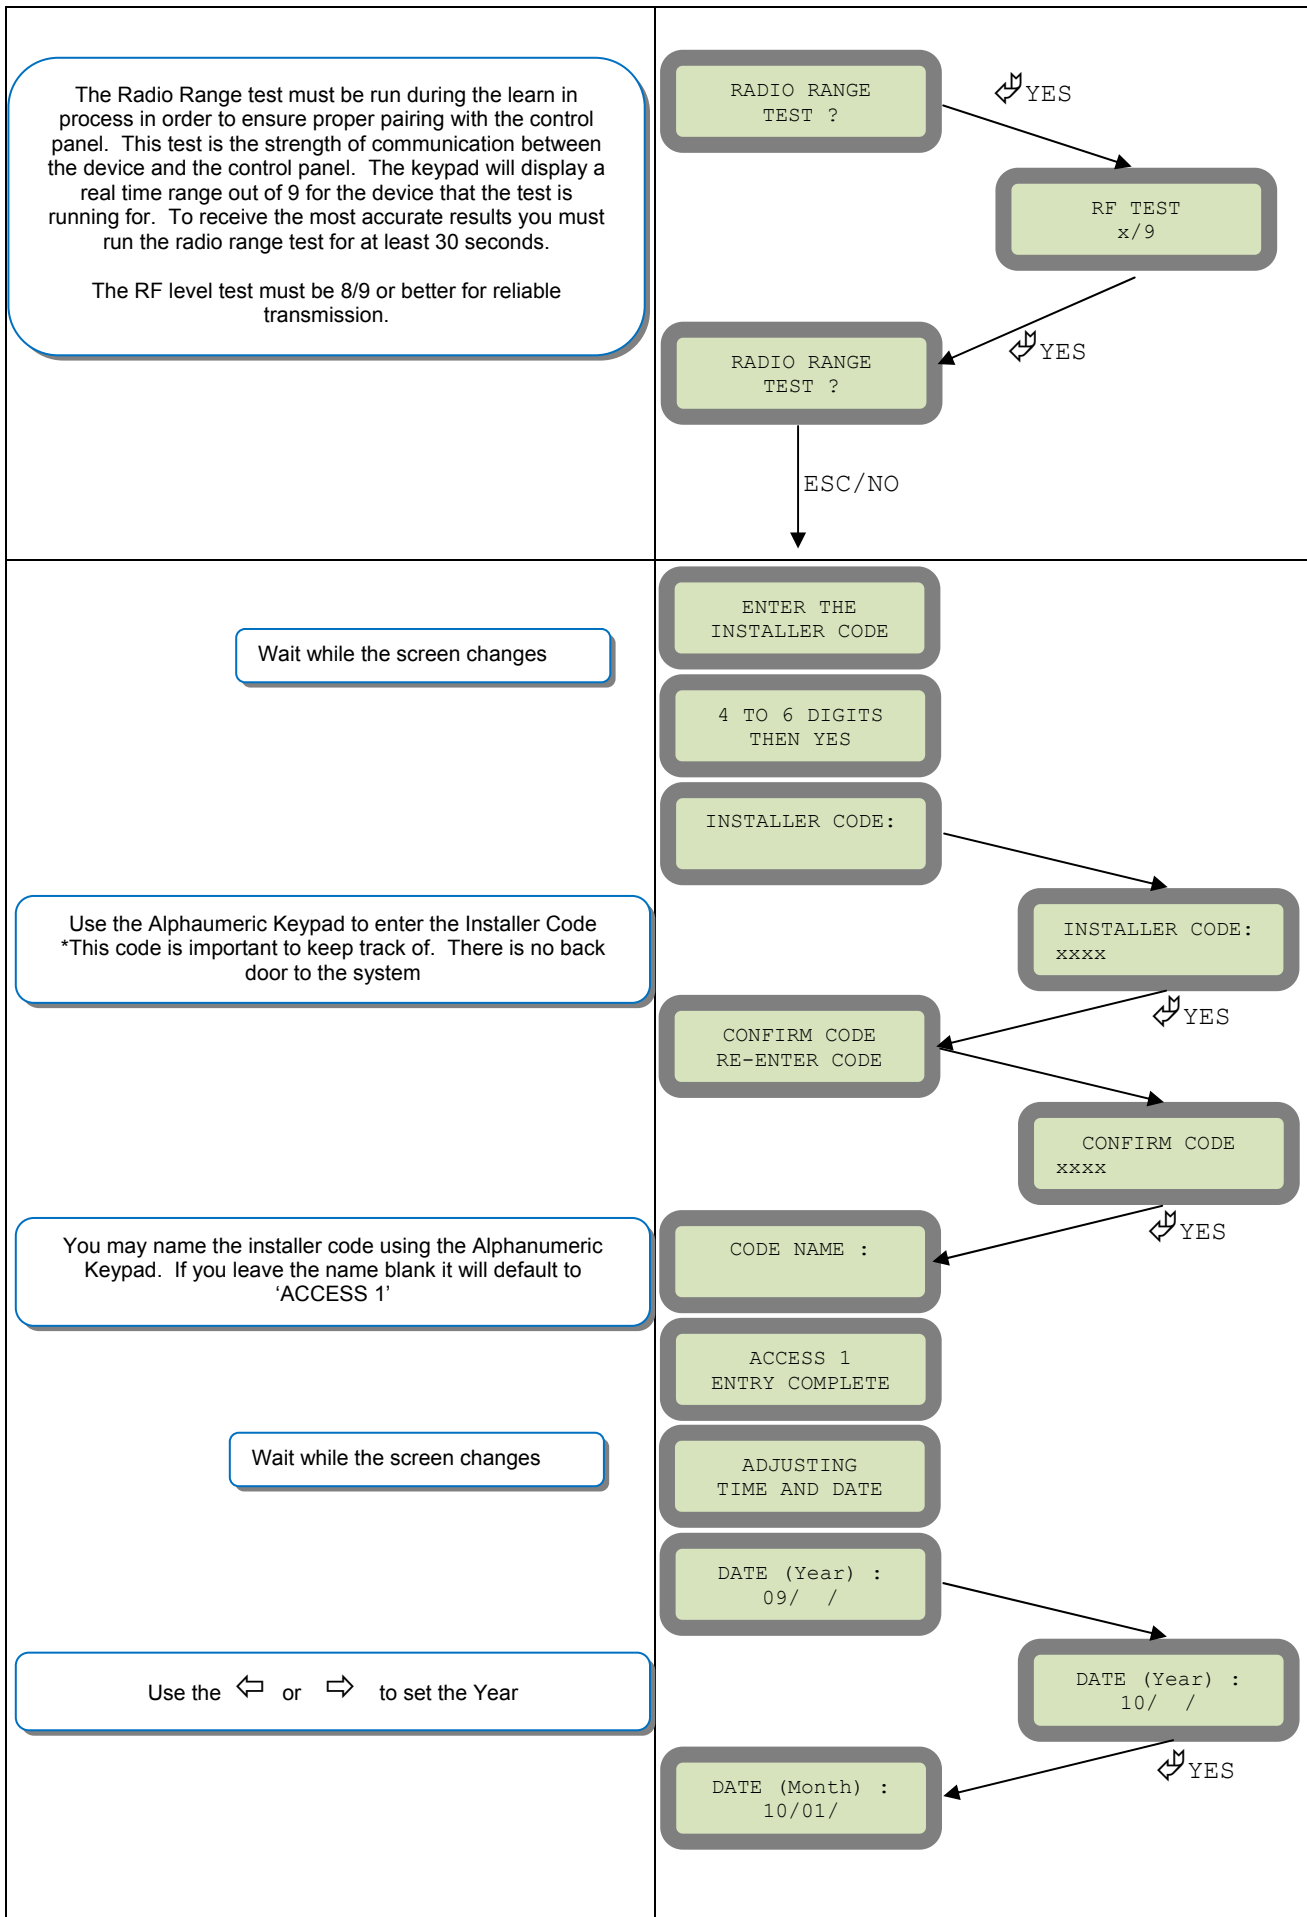 The Radio Range test must be run during the learn in
process in order to ensure proper pairing with the control
panel. This test is the strength of communication between
the device and the control panel. The keypad will display a
real time range out of 9 for the device that the test is
running for. To receive the most accurate results you must
run the radio range test for at least 30 seconds.
The RF level test must be 8/9 or better for reliable
transmission.
RADIO RANGE
TEST ?
YES
RF TEST
x/9
YES
RADIO RANGE
TEST ?
ESC/NO
ENTER THE
INSTALLER CODE
Wait while the screen changes
4 TO 6 DIGITS
THEN YES
INSTALLER CODE:
Use the Alphaumeric Keypad to enter the Installer Code
*This code is important to keep track of. There is no back
door to the system
INSTALLER CODE:
xxxx
YES
CONFIRM CODE
RE-ENTER CODE
CONFIRM CODE
xxxx
YES
You may name the installer code using the Alphanumeric
Keypad. If you leave the name blank it will default to
‘ACCESS 1’
CODE NAME :
ACCESS 1
ENTRY COMPLETE
Wait while the screen changes
ADJUSTING
TIME AND DATE
DATE (Year) :
09/ /
Use the ⇦ or ⇨ to set the Year
DATE (Year) :
10/ /
YES
DATE (Month) :
10/01/